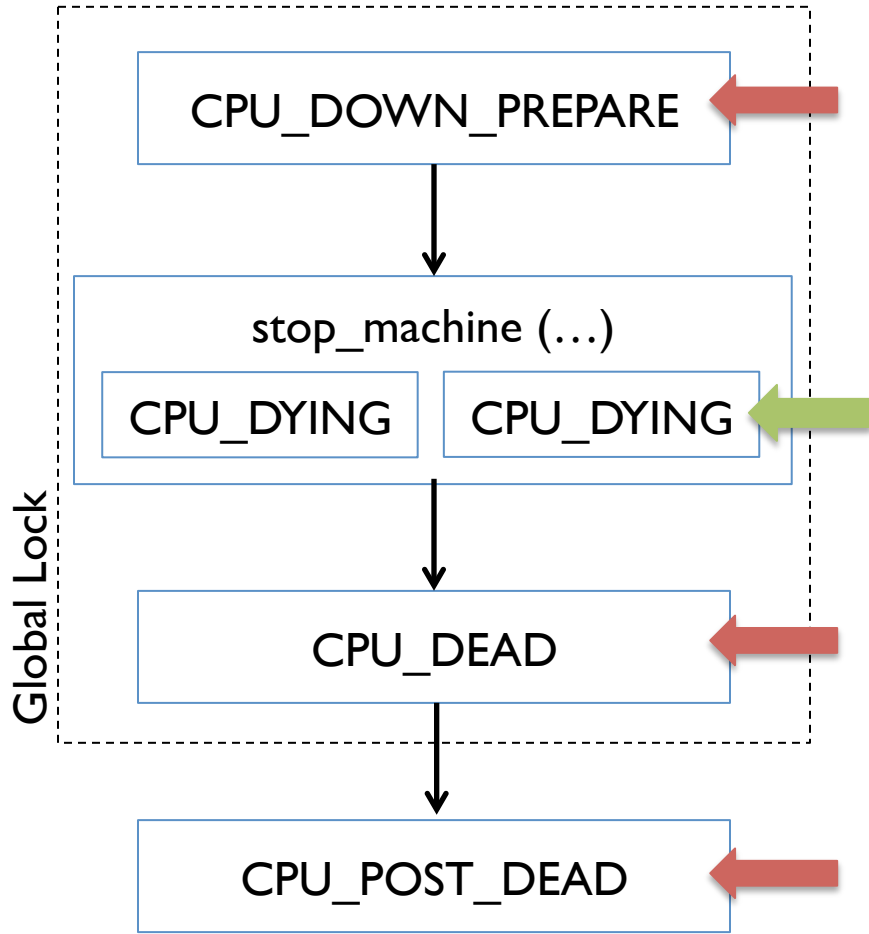 CPU_DOWN_PREPARE
stop_machine (…)
CPU_DYING
CPU_DYING
Global Lock
CPU_DEAD
CPU_POST_DEAD